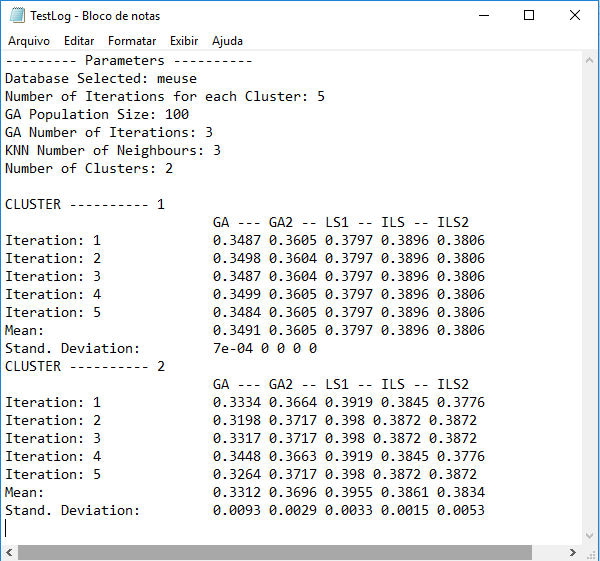 TestLog - Bloco de notas
Arquivo Editar Formatar Exibir Ajuda
--------- Parameters ----------
Database Selected: meuse
Number of Iterations for each Cluster: 5
GA Population Size: 100
GA Number of Iterations: 3
KNN Number of Neighbours: 3
Number of Clusters: 2
CLUSTER ---------- 1
GA --- GA2 -- LS1 -- ILS -- ILS2
Iteration: 1 0.3487 0.3605 0.3797 0.3896 0.3806
Iteration: 2 0.3498 0.3604 0.3797 0.3896 0.3806
Iteration: 3 0.3487 0.3604 0.3797 0.3896 0.3806
Iteration: 4 0.3499 0.3605 0.3797 0.3896 0.3806
Iteration: 5 0.3484 0.3605 0.3797 0.3896 0.3806
Mean: 0.3491 0.3605 0.3797 0.3896 0.3806
Stand. Deviation: 7e-04 0 0 0 0
CLUSTER ---------- 2
GA --- GA2 -- LS1 -- ILS -- ILS2
Iteration: 1 0.3334 0.3664 0.3919 0.3845 0.3776
Iteration: 2 0.3198 0.3717 0.398 0.3872 0.3872
Iteration: 3 0.3317 0.3717 0.398 0.3872 0.3872
Iteration: 4 0.3448 0.3663 0.3919 0.3845 0.3776
Iteration: 5 0.3264 0.3717 0.398 0.3872 0.3872
Mean: 0.3312 0.3696 0.3955 0.3861 0.3834
Stand. Deviation: 0.0093 0.0029 0.0033 0.0015 0.0053